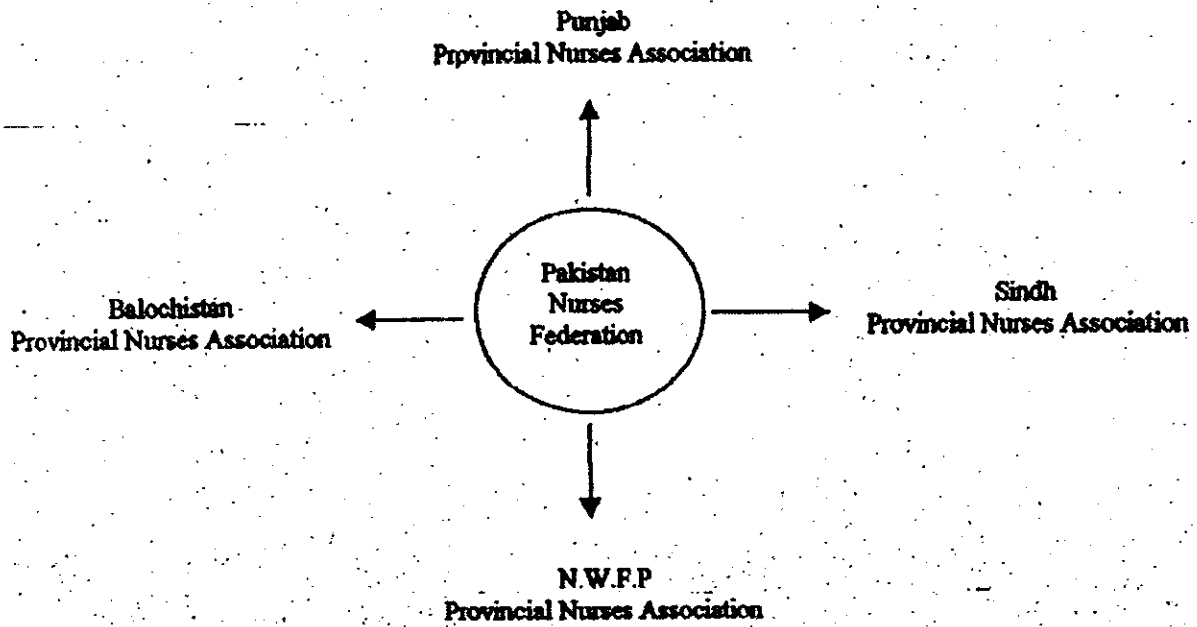 Punjab
Provincial Nurses Association
Pakistan
Nurses
Federation
Balochistan
Provincial Nurses Association
Sindh
Provincial Nurses Association
N.W.F.P
Provincial Nurses Association